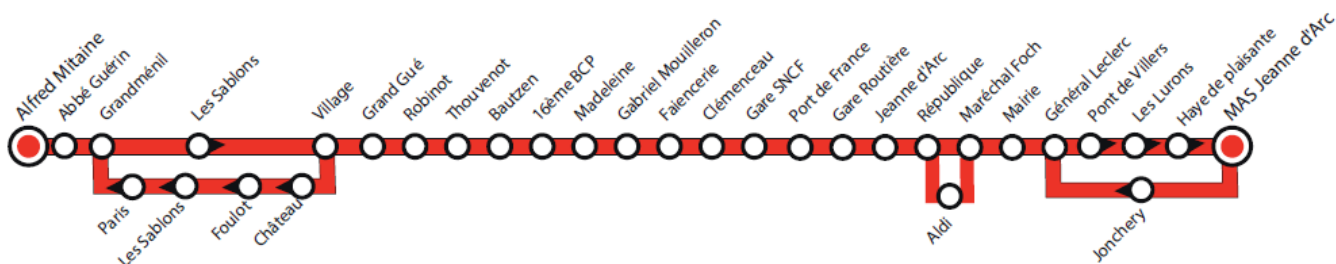 Alfred Mitaine
Abbé Guérin
Grandménil
Les Sablons
Village
Grand Gué
Robinot
Thouvenot
Bautzen
16ème BCP
Madeleine
Gabriel Mouilleron
Faïencerie
Clémenceau
Gare SNCF
Port de France
Gare Routière
Jeanne d'Arc
République
Maréchal Foch
Mairie
Général Leclerc
Pont de Villers
Les Lurons
Haye de plaisante
MAS Jeanne d'Arc
Paris
Les Sablons
Foulot
Château
Aldi
Jonchery